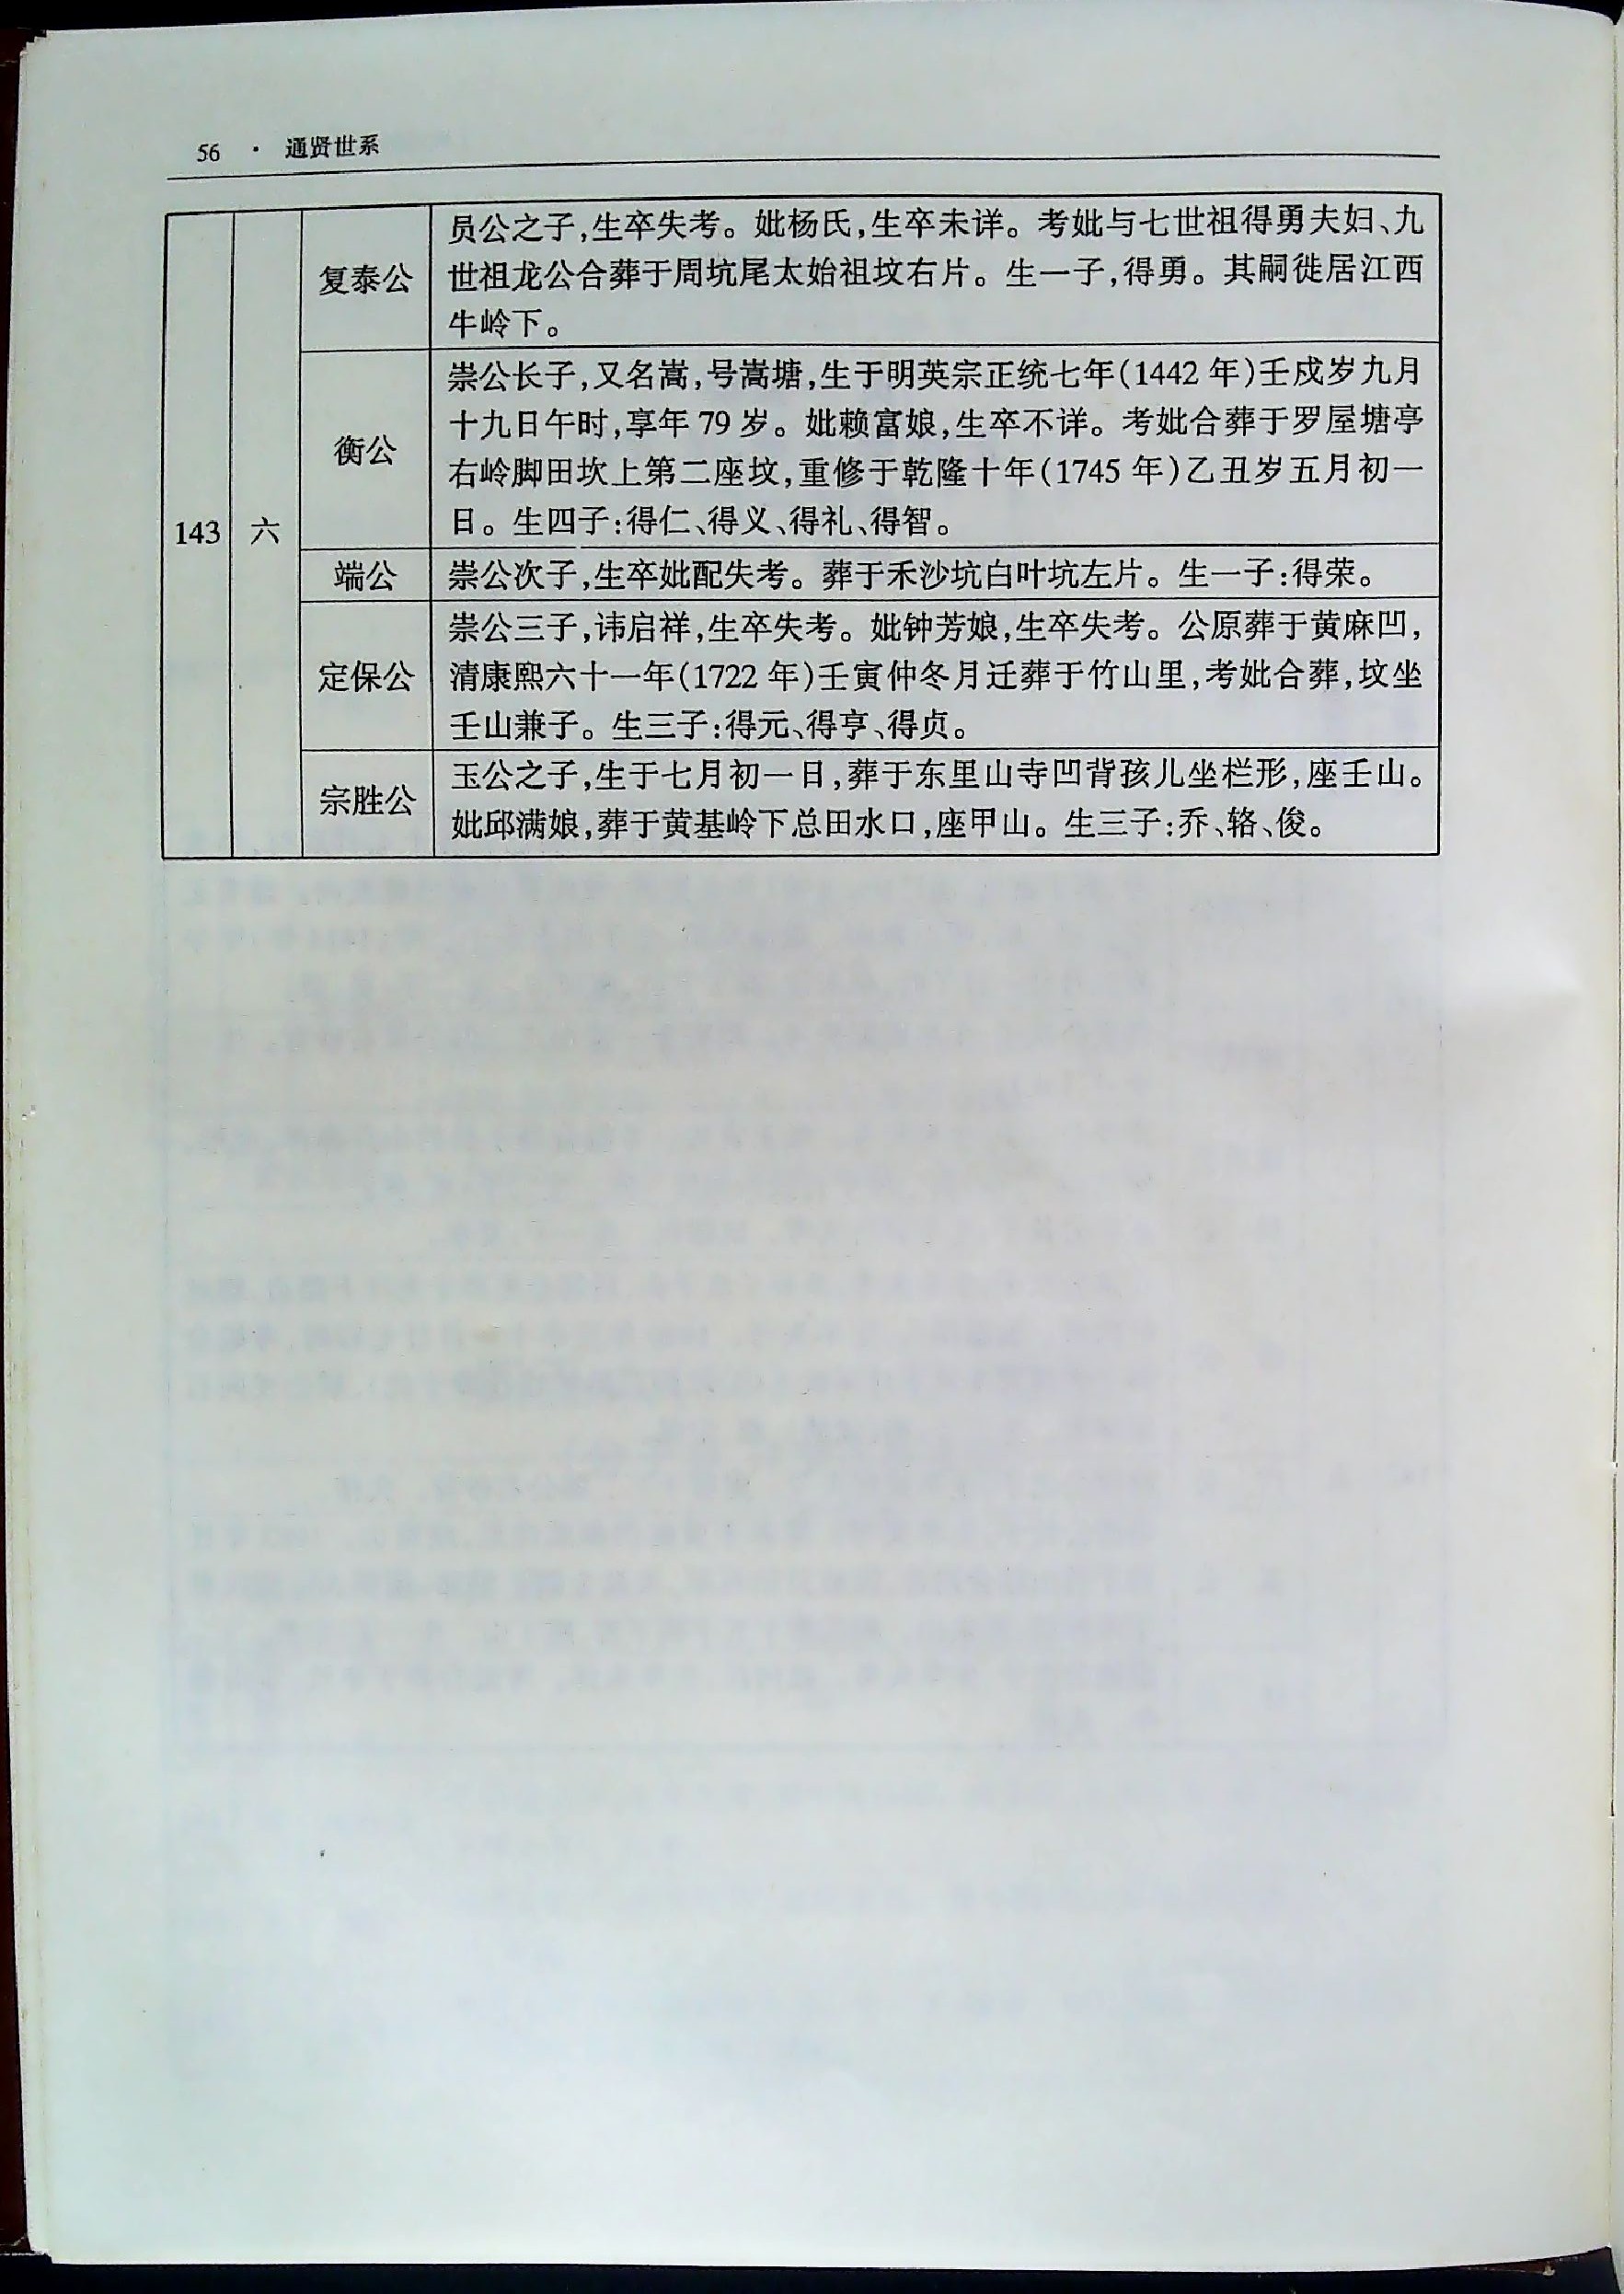 56 · 通贤世系
143
六
复泰公
员公之子,生卒失考。妣杨氏,生卒未详。考妣与七世祖得勇夫妇、九
世祖龙公合葬于周坑尾太始祖坟右片。生一子,得勇。其嗣徙居江西
牛岭下。
衡公
崇公长子,又名嵩,号嵩塘,生于明英宗正统七年(1442 年)壬戌岁九月
十九日午时,享年 79 岁。妣赖富娘,生卒不详。考妣合葬于罗屋塘亭
右岭脚田坎上第二座坟,重修于乾隆十年(1745 年)乙丑岁五月初一
日。生四子:得仁、得义、得礼、得智。
端公
崇公次子,生卒妣配失考。葬于禾沙坑白叶坑左片。生一子:得荣。
定保公
崇公三子,讳启祥,生卒失考。妣钟芳娘,生卒失考。公原葬于黄麻凹,
清康熙六十一年(1722 年)壬寅仲冬月迁葬于竹山里,考妣合葬,坟坐
壬山兼子。生三子:得元、得亨、得贞。
宗胜公
玉公之子,生于七月初一日,葬于东里山寺凹背孩儿坐栏形,座壬山。
妣邱满娘,葬于黄基岭下总田水口,座甲山。生三子:乔、辂、俊。